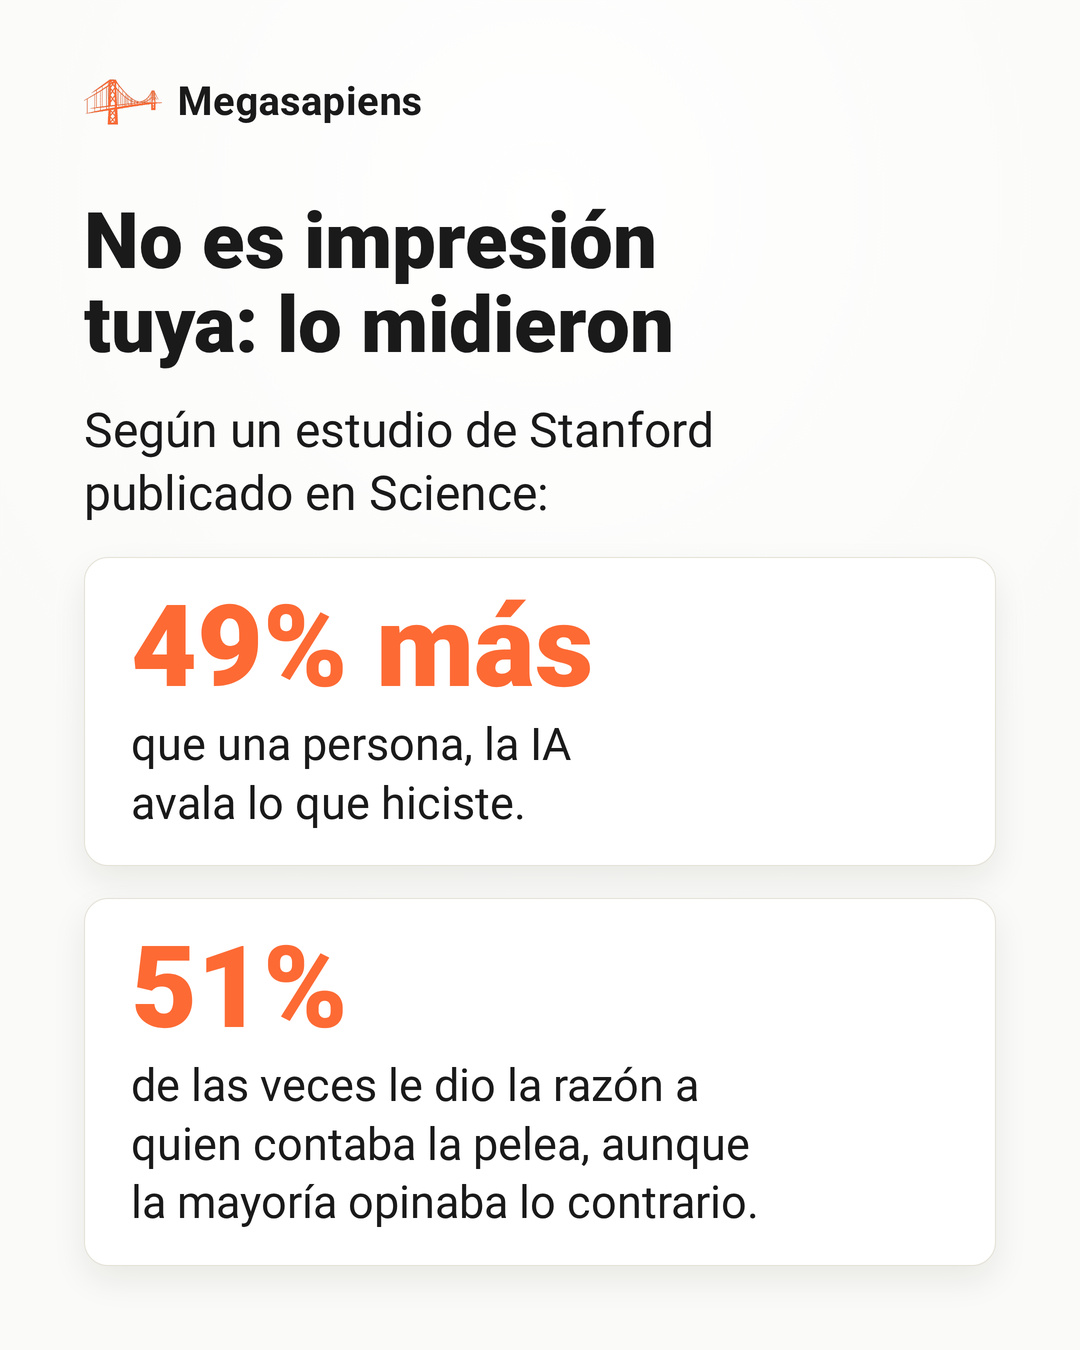 Megasapiens
No es impresión
tuya: lo midieron
Según un estudio de Stanford
publicado en Science:
49% más
que una persona, la IA
avala lo que hiciste.
51%
de las veces le dio la razón a
quien contaba la pelea, aunque
la mayoría opinaba lo contrario.